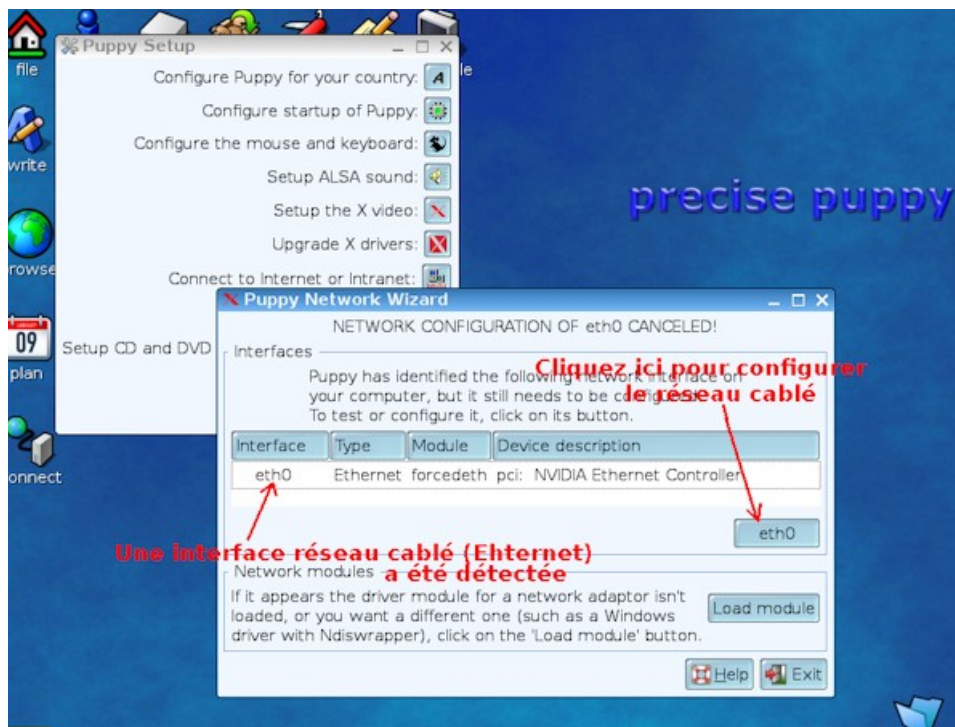 file
write
rowse
09
plan
onnect
le
precise puppy
Puppy Setup
Configure Puppy for your country:
Configure startup of Puppy:
Configure the mouse and keyboard:
Setup ALSA sound:
Setup the X video:
Upgrade X drivers:
Connect to Internet or Intranet:
Setup CD and DVD
Puppy Network Wizard
NETWORK CONFIGURATION OF eth0 CANCELED!
Interfaces
Puppy has identified the following network interface on
your computer, but it still needs to be configured.
To test or configure it, click on its button.
Cliquez ici pour configurer
le réseau cablé
Interface Type Module Device description
eth0 Ethernet forcedeth pci: NVIDIA Ethernet Controller
eth0
Une interface réseau cablé (Ehternet)
a été détectée
Network modules
If it appears the driver module for a network adaptor isn't
loaded, or you want a different one (such as a Windows
driver with Ndiswrapper), click on the 'Load module' button.
Load module
Help
Exit